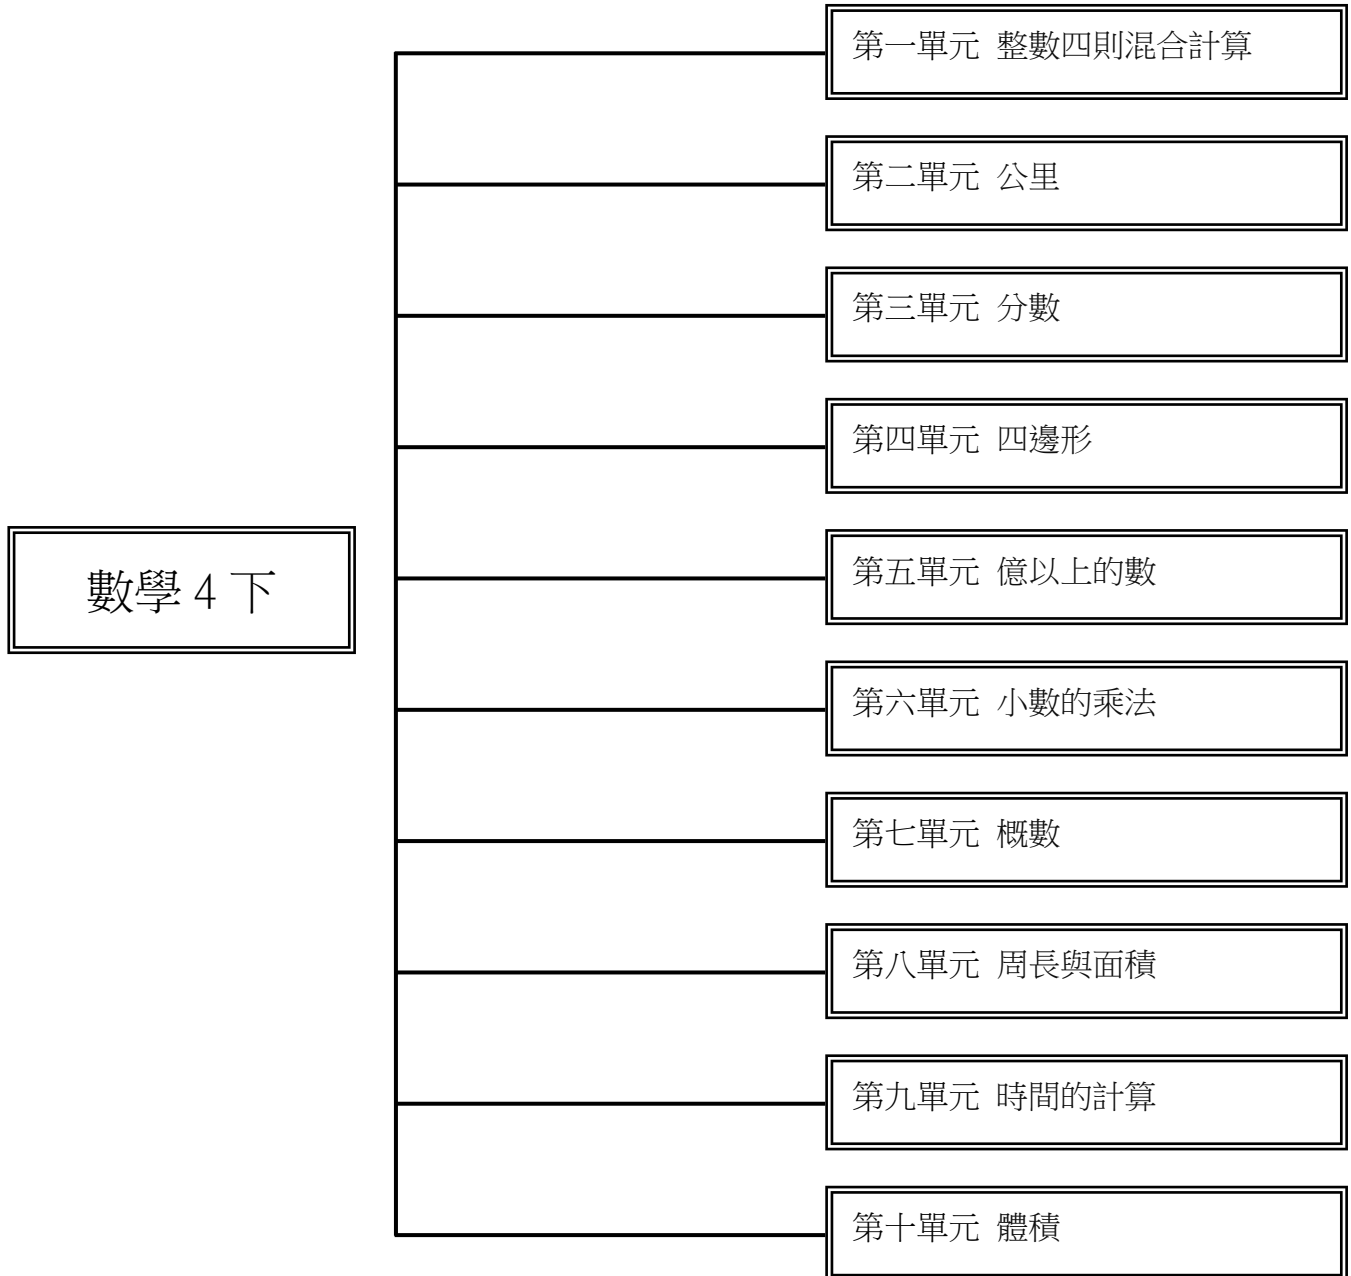 第一單元 整數四則混合計算
第二單元 公里
第三單元 分數
第四單元 四邊形
數學4下
第五單元 億以上的數
第六單元 小數的乘法
第七單元 概數
第八單元 周長與面積
第九單元 時間的計算
第十單元 體積